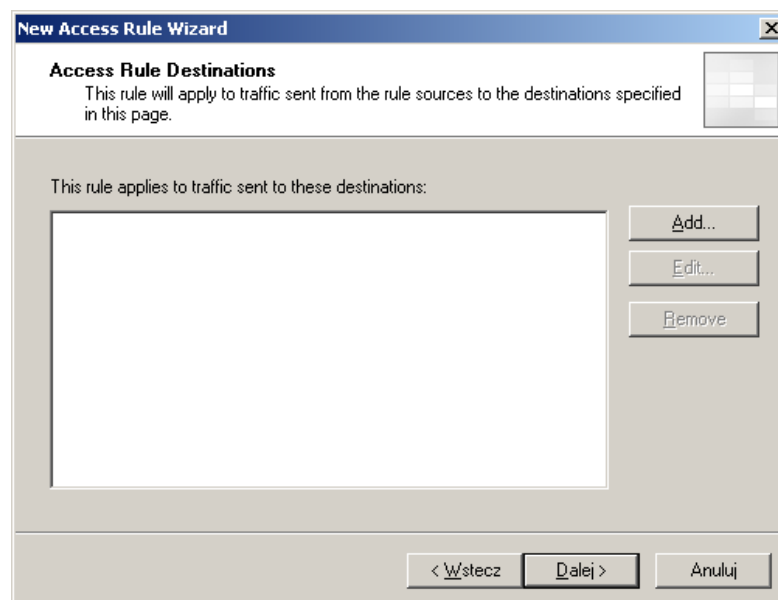 New Access Rule Wizard
Access Rule Destinations
This rule will apply to traffic sent from the rule sources to the destinations specified
in this page.
This rule applies to traffic sent to these destinations:
Add...
Edit...
Remove
< Wstecz
Dalej >
Anuluj